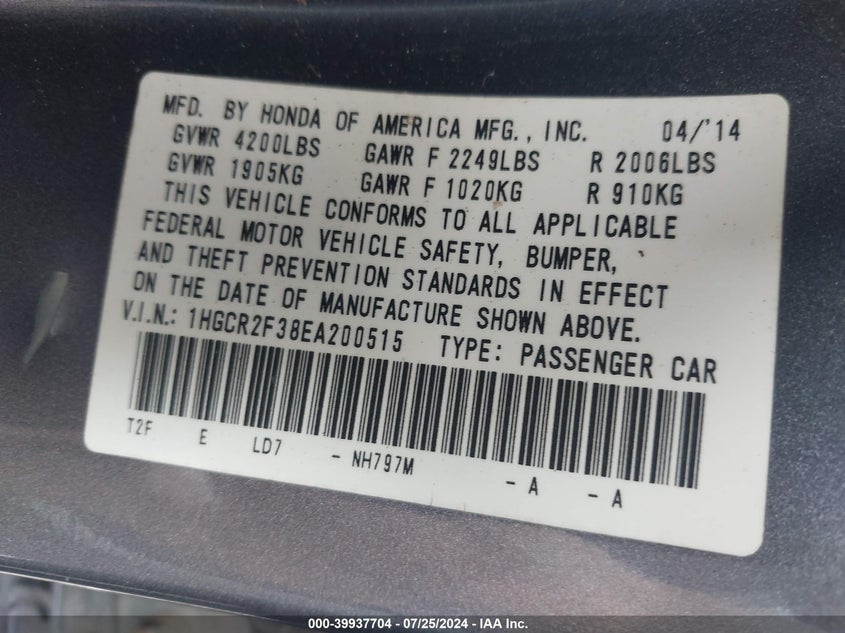 MFD. BY HONDA OF AMERICA MFG., INC. 04/'14
GVWR 4200LBS GAWR F 2249LBS R 2006LBS
GVWR 1905KG GAWR F 1020KG R 910KG
THIS VEHICLE CONFORMS TO ALL APPLICABLE
FEDERAL MOTOR VEHICLE SAFETY, BUMPER,
AND THEFT PREVENTION STANDARDS IN EFFECT
ON THE DATE OF MANUFACTURE SHOWN ABOVE.
V.I.N.: 1HGCR2F38EA200515 TYPE: PASSENGER CAR
T2F E LD7 - NH797M - A - A
000-39937704 / 07/25/2024 - IAA Inc.